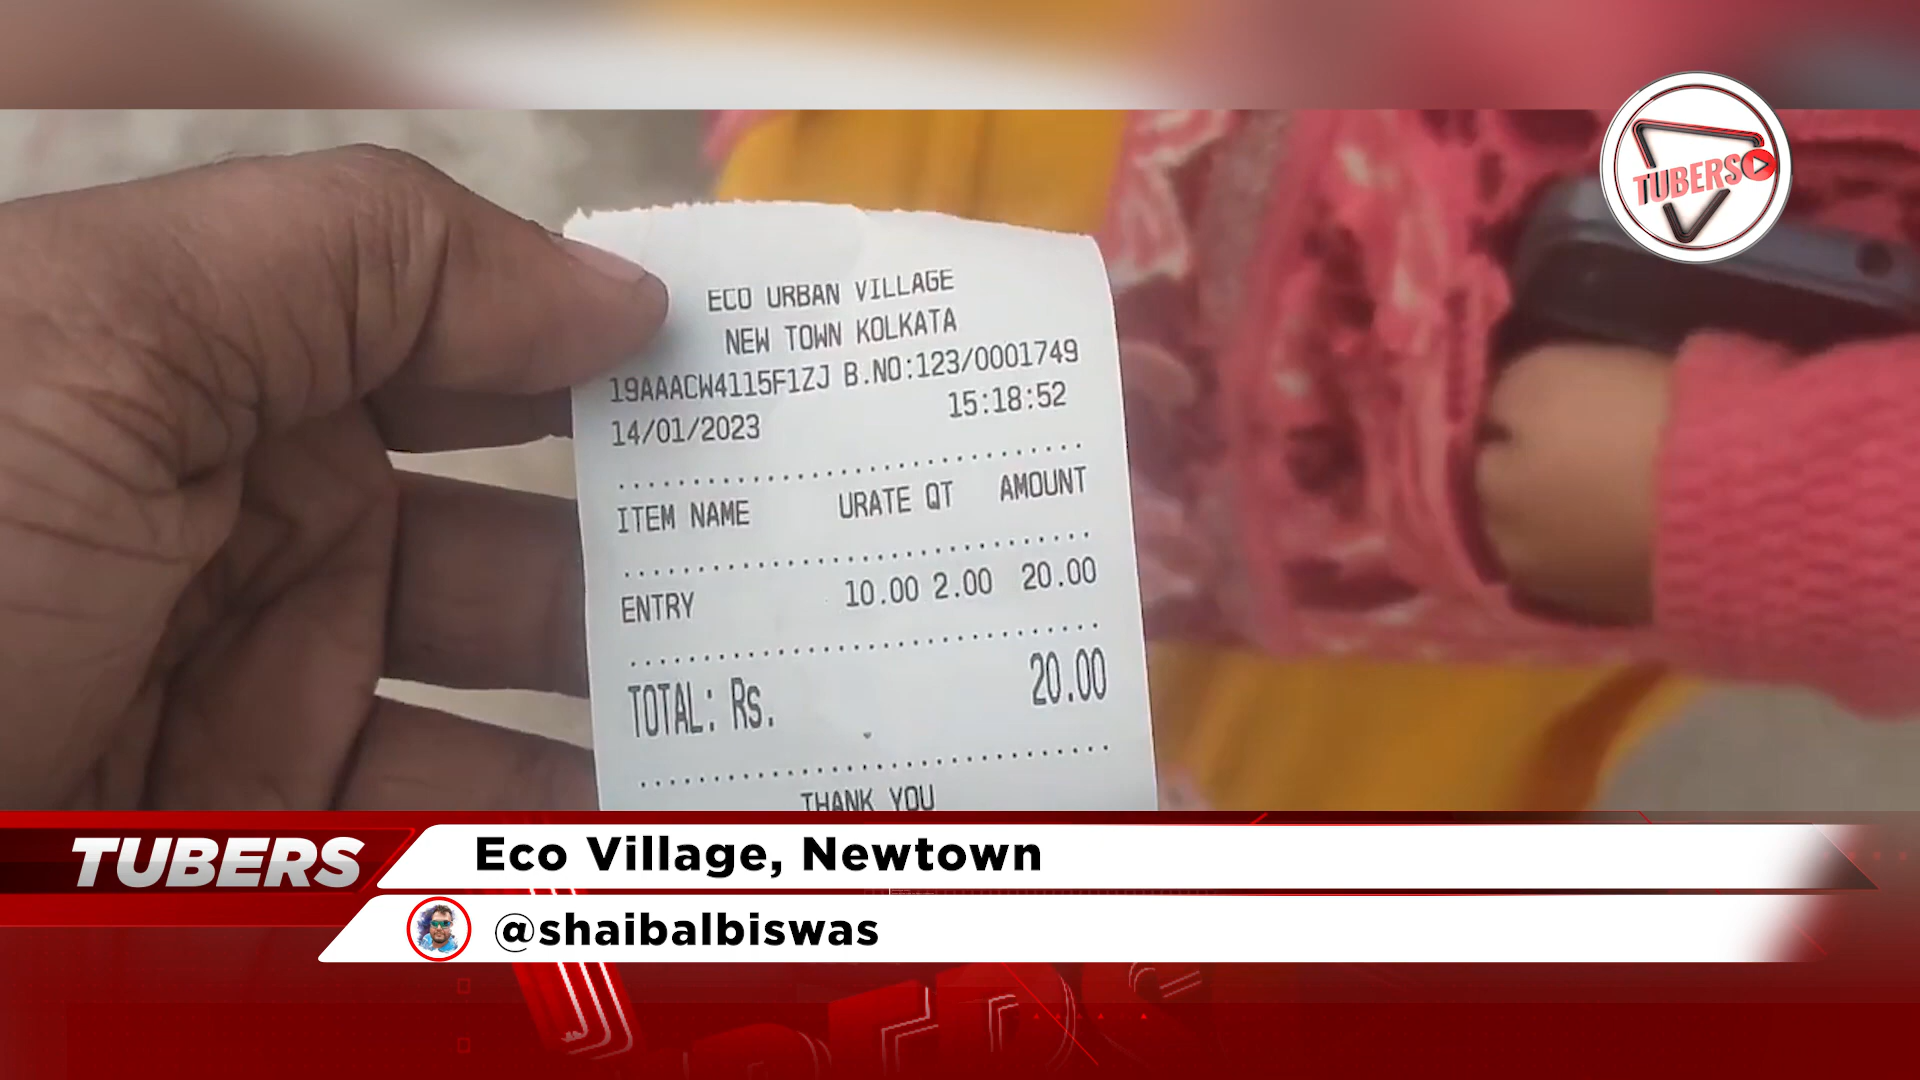 TUBERS
ECO URBAN VILLAGE
NEW TOWN KOLKATA
19AAACW4115F1ZJ B.NO:123/0001749
14/01/2023 15:18:52
ITEM NAME URATE QT AMOUNT
ENTRY 10.00 2.00 20.00
TOTAL: Rs. 20.00
THANK YOU
TUBERS
Eco Village, Newtown
@shaibalbiswas